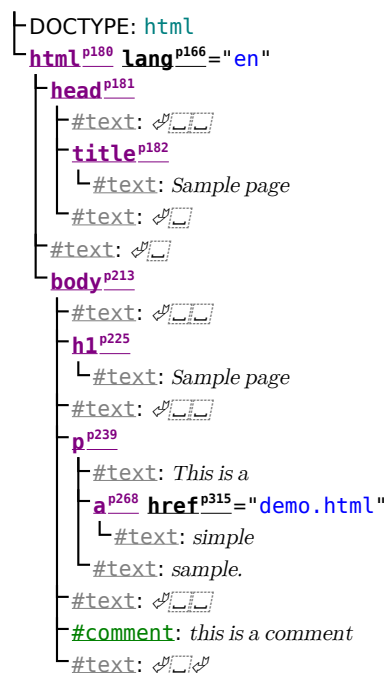 DOCTYPE: html
html p180 lang p166="en"
head p181
#text: ⏎␣␣
title p182
#text: Sample page
#text: ⏎␣
#text: ⏎␣
body p213
#text: ⏎␣␣
h1 p225
#text: Sample page
#text: ⏎␣␣
p p239
#text: This is a
a p268 href p315="demo.html"
#text: simple
#text: sample.
#text: ⏎␣␣
#comment: this is a comment
#text: ⏎␣⏎